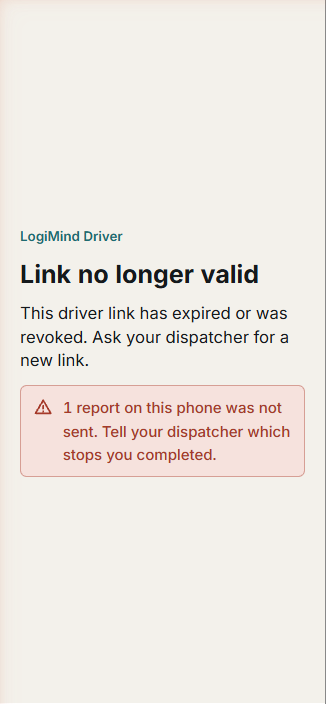 LogiMind Driver
Link no longer valid
This driver link has expired or was
revoked. Ask your dispatcher for a
new link.
1 report on this phone was not
sent. Tell your dispatcher which
stops you completed.